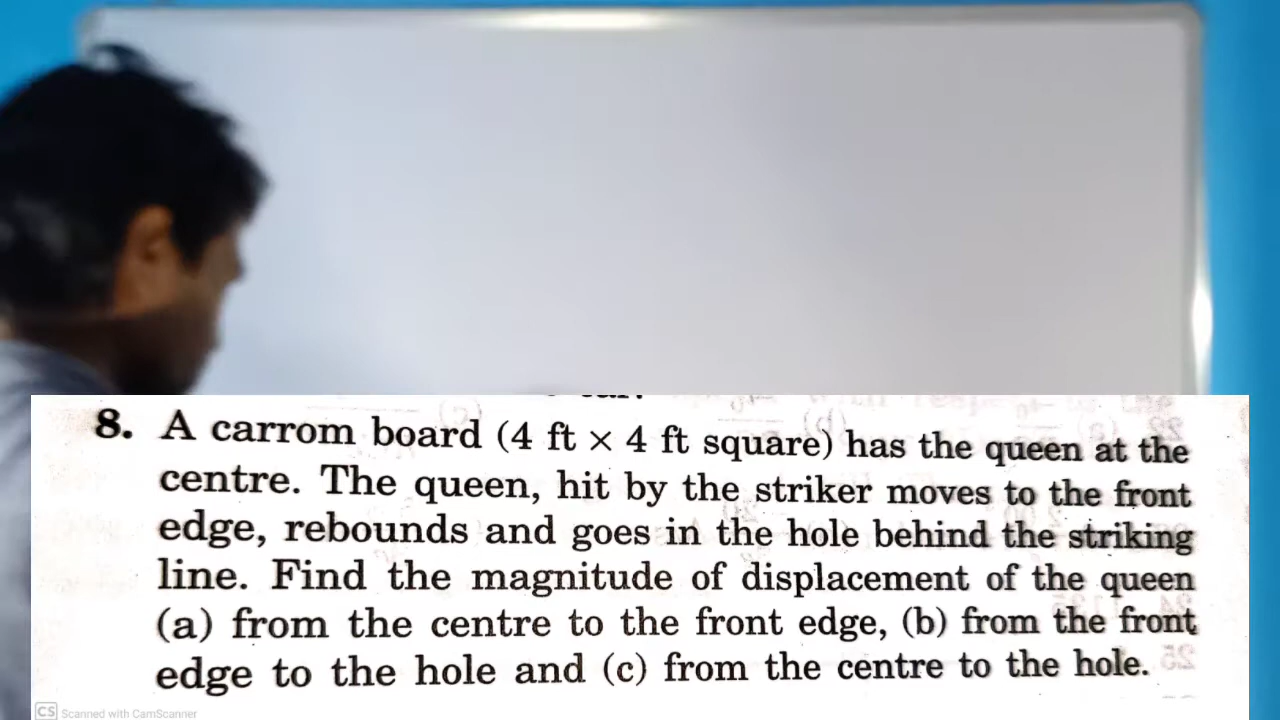 8. A carrom board (4 ft × 4 ft square) has the queen at the
centre. The queen, hit by the striker moves to the front
edge, rebounds and goes in the hole behind the striking
line. Find the magnitude of displacement of the queen
(a) from the centre to the front edge, (b) from the front
edge to the hole and (c) from the centre to the hole.
CS Scanned with CamScanner